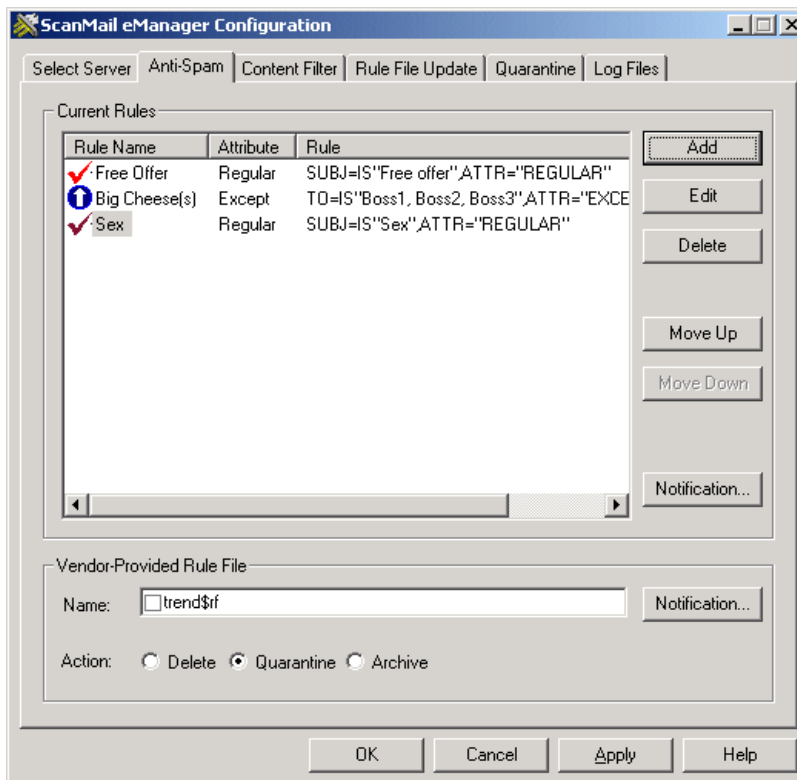 ScanMail eManager Configuration
Select Server Anti-Spam Content Filter Rule File Update Quarantine Log Files
Current Rules
Rule Name Attribute Rule
Free Offer Regular SUBJ=IS"Free offer",ATTR="REGULAR"
Big Cheese(s) Except TO=IS"Boss1, Boss2, Boss3",ATTR="EXCE
Sex Regular SUBJ=IS"Sex",ATTR="REGULAR"
Add
Edit
Delete
Move Up
Move Down
Notification...
Vendor-Provided Rule File
Name: trend$rf Notification...
Action: Delete Quarantine Archive
OK Cancel Apply Help